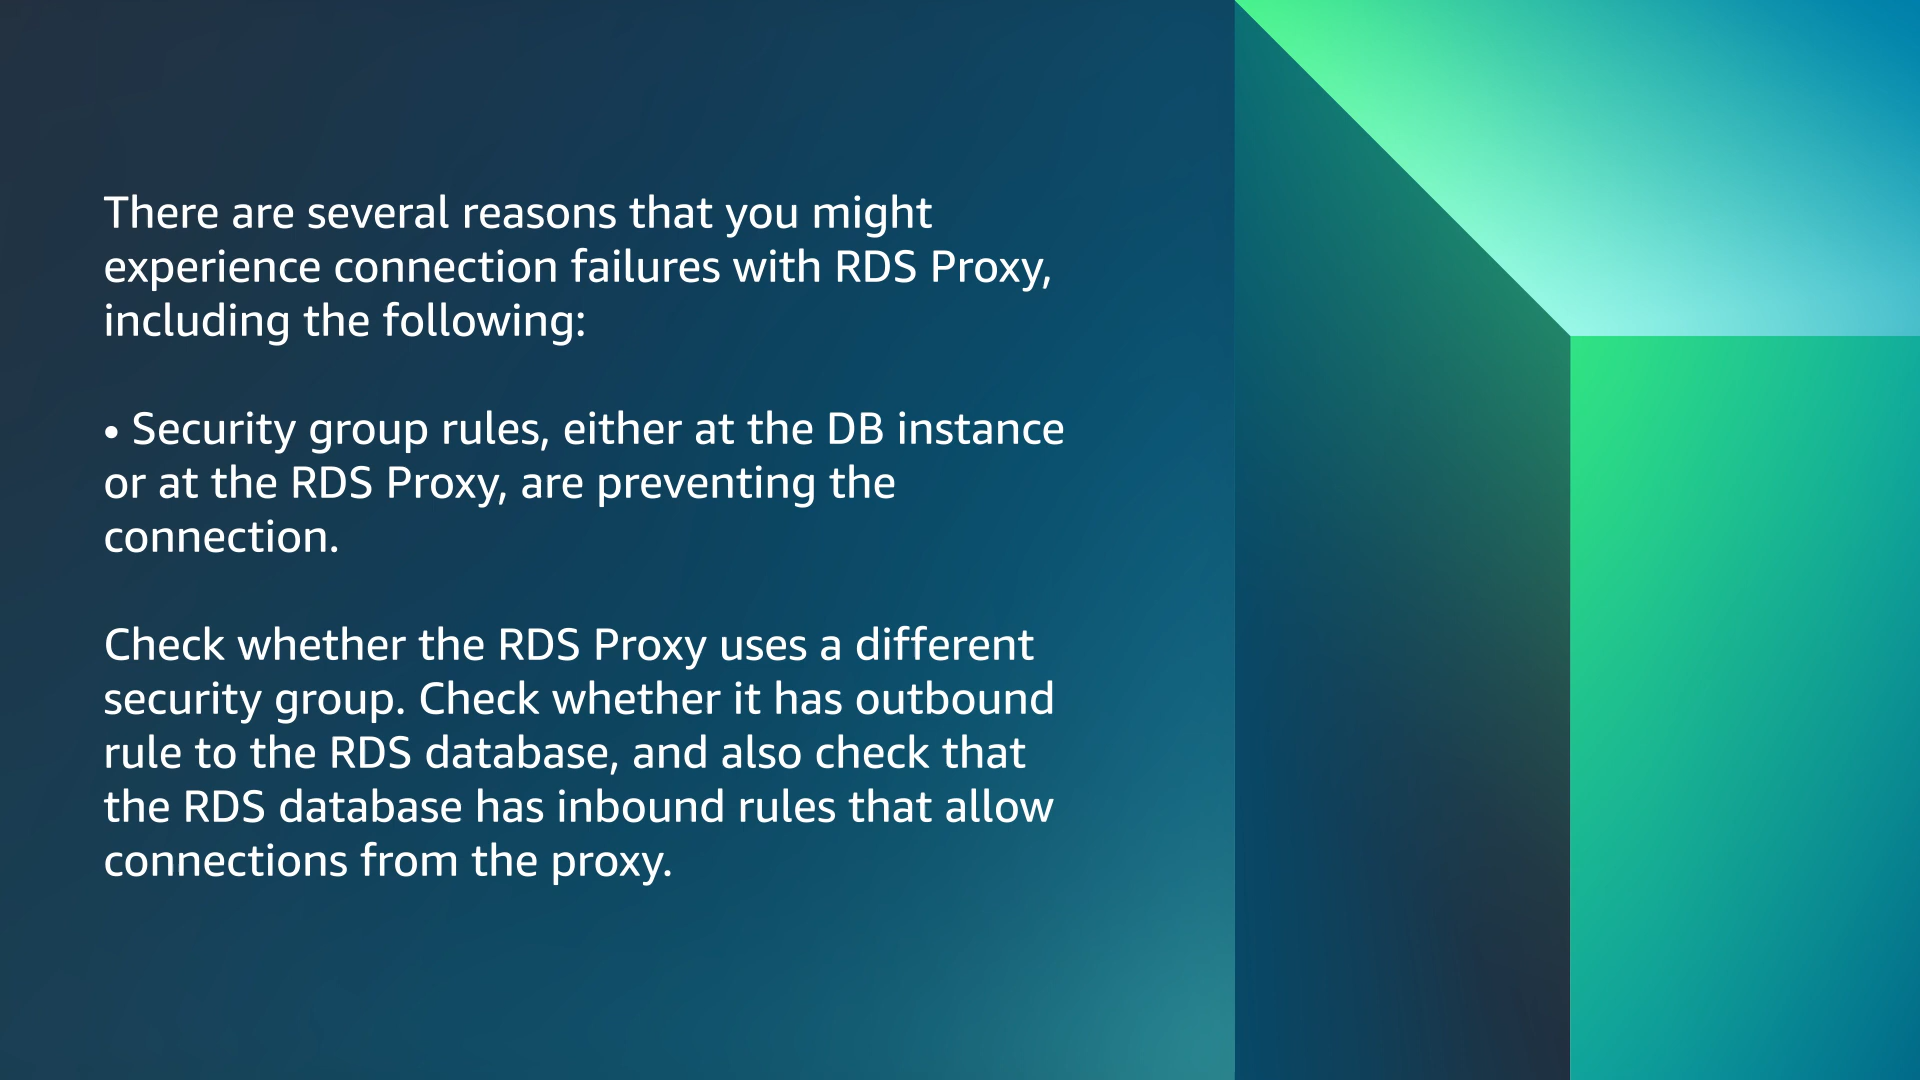 There are several reasons that you might
experience connection failures with RDS Proxy,
including the following:
• Security group rules, either at the DB instance
or at the RDS Proxy, are preventing the
connection.
Check whether the RDS Proxy uses a different
security group. Check whether it has outbound
rule to the RDS database, and also check that
the RDS database has inbound rules that allow
connections from the proxy.